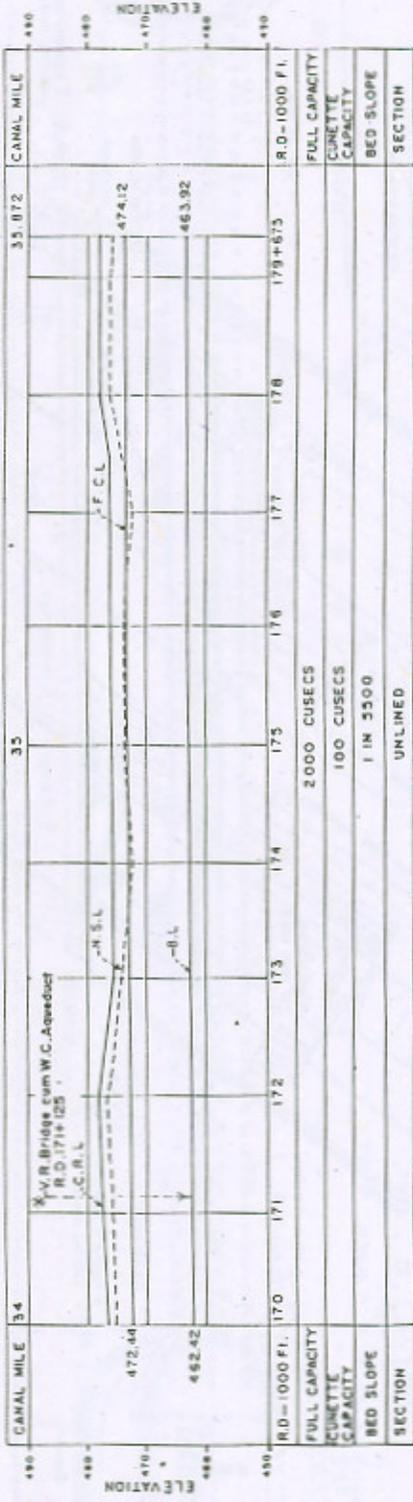 CANAL MILE 34 35 35.872 CANAL MILE
490 490
480 480
470 470
460 460
450 450
ELEVATION ELEVATION
V.R.Bridge cum W.C. Aqueduct
R.D.171+125
C.R.L
N.S.L
F.C.L
B.L
472.44 474.12
462.42 463.92
R.D-1000 Ft. 170 171 172 173 174 175 176 177 178 179+675 R.D-1000 Ft.
FULL CAPACITY 2000 CUSECS FULL CAPACITY
CUNETTE CAPACITY 100 CUSECS CUNETTE CAPACITY
BED SLOPE 1 IN 5500 BED SLOPE
SECTION UNLINED SECTION